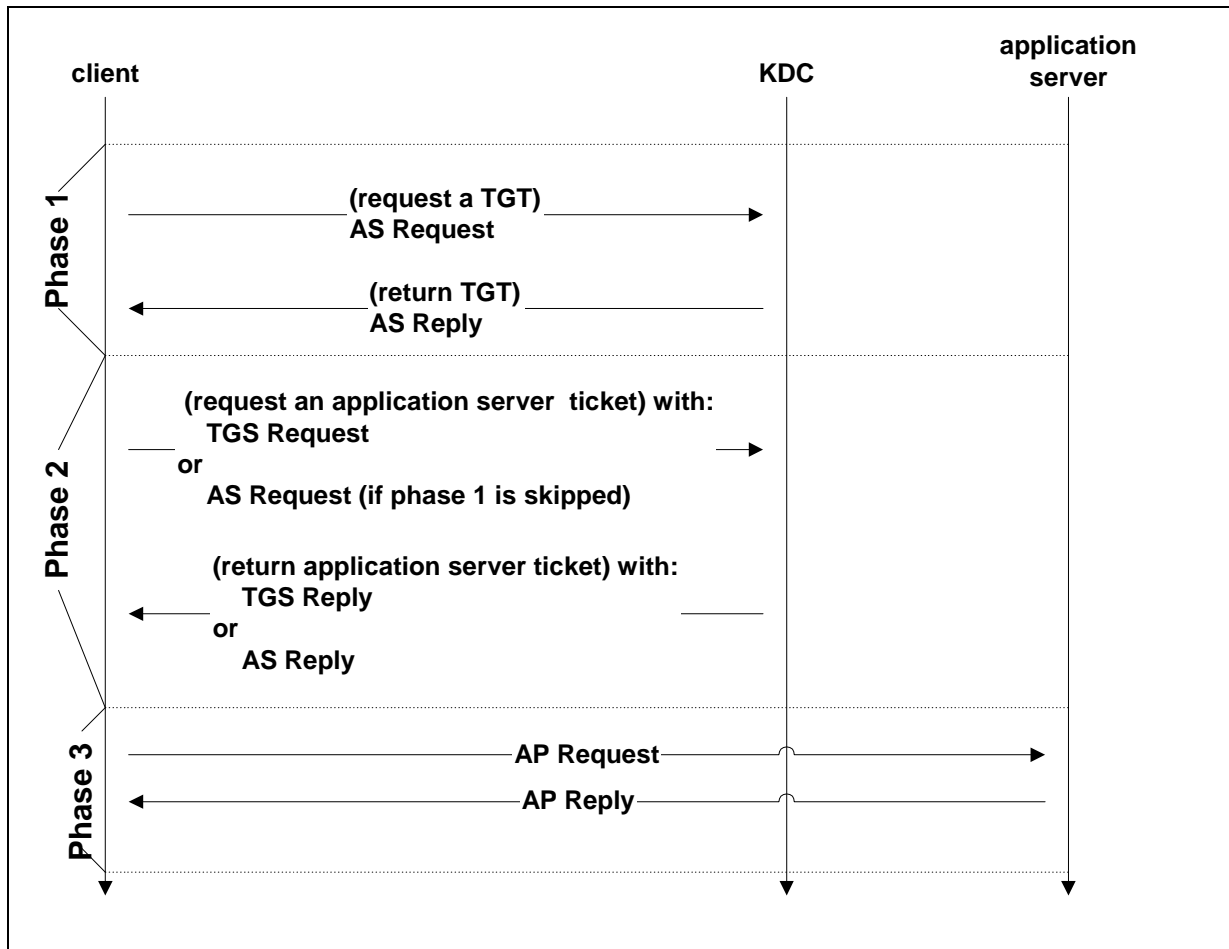 client
KDC
application
server
Phase 1
(request a TGT)
AS Request
(return TGT)
AS Reply
Phase 2
(request an application server ticket) with:
TGS Request
or
AS Request (if phase 1 is skipped)
(return application server ticket) with:
TGS Reply
or
AS Reply
Phase 3
AP Request
AP Reply